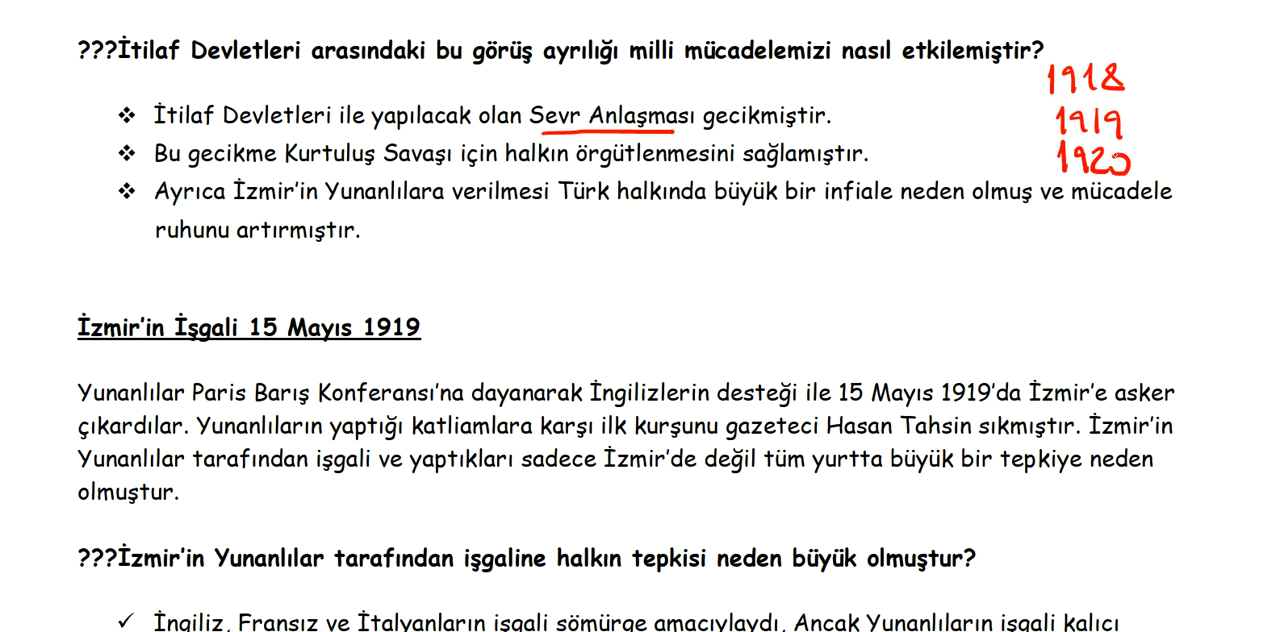 ???İtilaf Devletleri arasındaki bu görüş ayrılığı milli mücadelemizi nasıl etkilemiştir?
1918
❖ İtilaf Devletleri ile yapılacak olan Sevr Anlaşması gecikmiştir.
1919
❖ Bu gecikme Kurtuluş Savaşı için halkın örgütlenmesini sağlamıştır.
1920
❖ Ayrıca İzmir’in Yunanlılara verilmesi Türk halkında büyük bir infiale neden olmuş ve mücadele
ruhunu artırmıştır.
İzmir’in İşgali 15 Mayıs 1919
Yunanlılar Paris Barış Konferansı’na dayanarak İngilizlerin desteği ile 15 Mayıs 1919’da İzmir’e asker
çıkardılar. Yunanlıların yaptığı katliamlara karşı ilk kurşunu gazeteci Hasan Tahsin sıkmıştır. İzmir’in
Yunanlılar tarafından işgali ve yaptıkları sadece İzmir’de değil tüm yurtta büyük bir tepkiye neden
olmuştur.
???İzmir’in Yunanlılar tarafından işgaline halkın tepkisi neden büyük olmuştur?
✓ İngiliz, Fransız ve İtalyanların işgali sömürge amacıylaydı, Ancak Yunanlıların işgali kalıcı